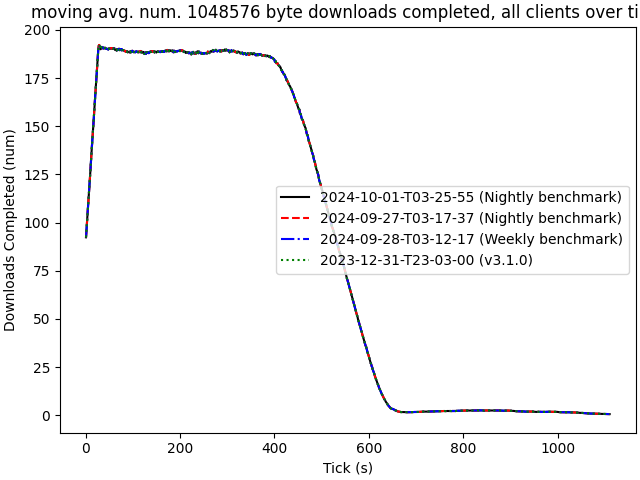 moving avg. num. 1048576 byte downloads completed, all clients over ti
Downloads Completed (num)
200
175
150
125
100
75
50
25
0
2024-10-01-T03-25-55 (Nightly benchmark)
2024-09-27-T03-17-37 (Nightly benchmark)
2024-09-28-T03-12-17 (Weekly benchmark)
2023-12-31-T23-03-00 (v3.1.0)
0 200 400 600 800 1000
Tick (s)